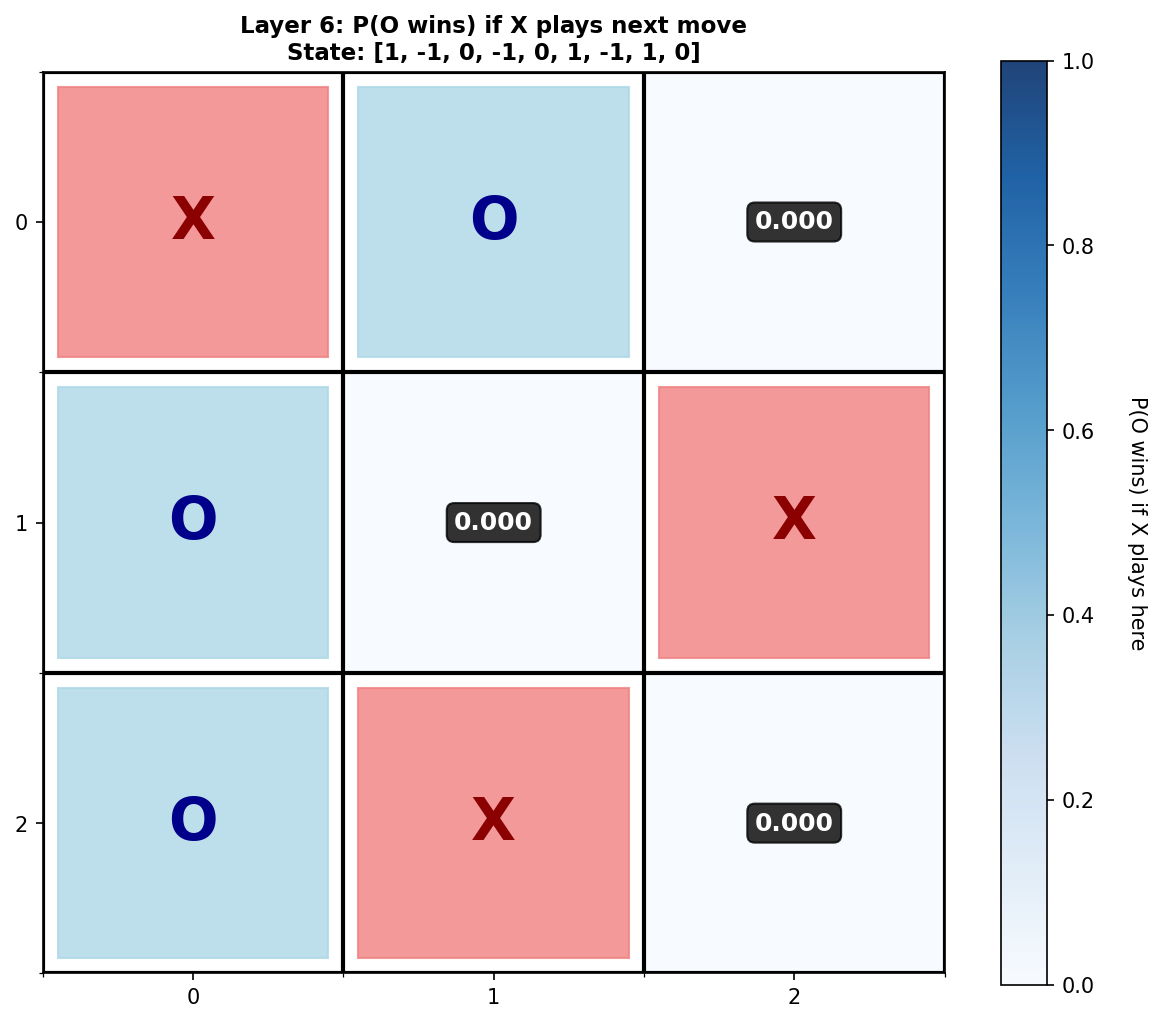 Layer 6: P(O wins) if X plays next move
State: [1, -1, 0, -1, 0, 1, -1, 1, 0]
X
O
0.000
O
0.000
X
O
X
0.000
0
1
2
0
1
2
1.0
0.8
0.6
0.4
0.2
0.0
P(O wins) if X plays here